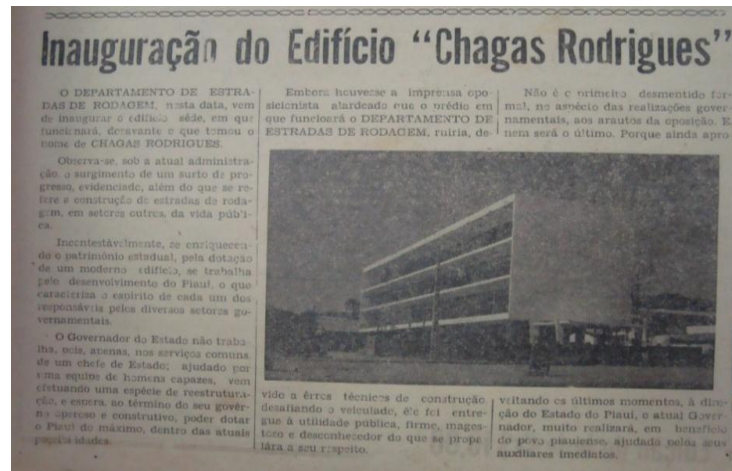 Inauguração do Edifício “Chagas Rodrigues”
O DEPARTAMENTO DE ESTRA-
DAS DE RODAGEM, nesta data, vem
de inaugurar o edifício séde, em que
funcionará, doravante e que tomou o
nome de CHAGAS RODRIGUES.
Observa-se, sob a atual administra-
ção, o surgimento de um surto de pro-
gresso, evidenciado, além do que se re-
fere a construção de estradas de roda-
gem, em setores outros, da vida públi-
ca.
Incontestàvelmente, se enriquecen-
do o patrimônio estadual, pela dotação
de um moderno edifício, se trabalha
pelo desenvolvimento do Piauí, o que
caracteriza o espírito de cada um dos
responsáveis pelos diversos setores go-
vernamentais.
O Governador do Estado não traba-
lha, pois, apenas, nos serviços comuns
de um chefe de Estado; ajudado por
uma equipe de homens capazes, vem
efetuando uma espécie de reestrutura-
ção, e espera, ao término do seu govêr-
no operoso e construtivo, poder dotar
o Piauí do máximo, dentro das atuais
possibilidades.
Embora houvesse a imprensa opo-
sicionista alardeado que o prédio em
que funcionará o DEPARTAMENTO DE
ESTRADAS DE RODAGEM, ruiria, de-
vido a êrros técnicos de construção,
desafiando o veiculado, êle foi entre-
gue à utilidade pública, firme, mages-
toso e desconhecedor do que se prope-
lára a seu respeito.
Não é o primeiro desmentido for-
mal, no aspécio das realizações gover-
namentais, aos arautos da oposição. E
nem será o último. Porque ainda apro-
veitando os últimos momentos, à dire-
ção do Estado do Piauí, o atual Gover-
nador, muito realizará, em benefício
do povo piauiense, ajudado pelos seus
auxiliares imediatos.